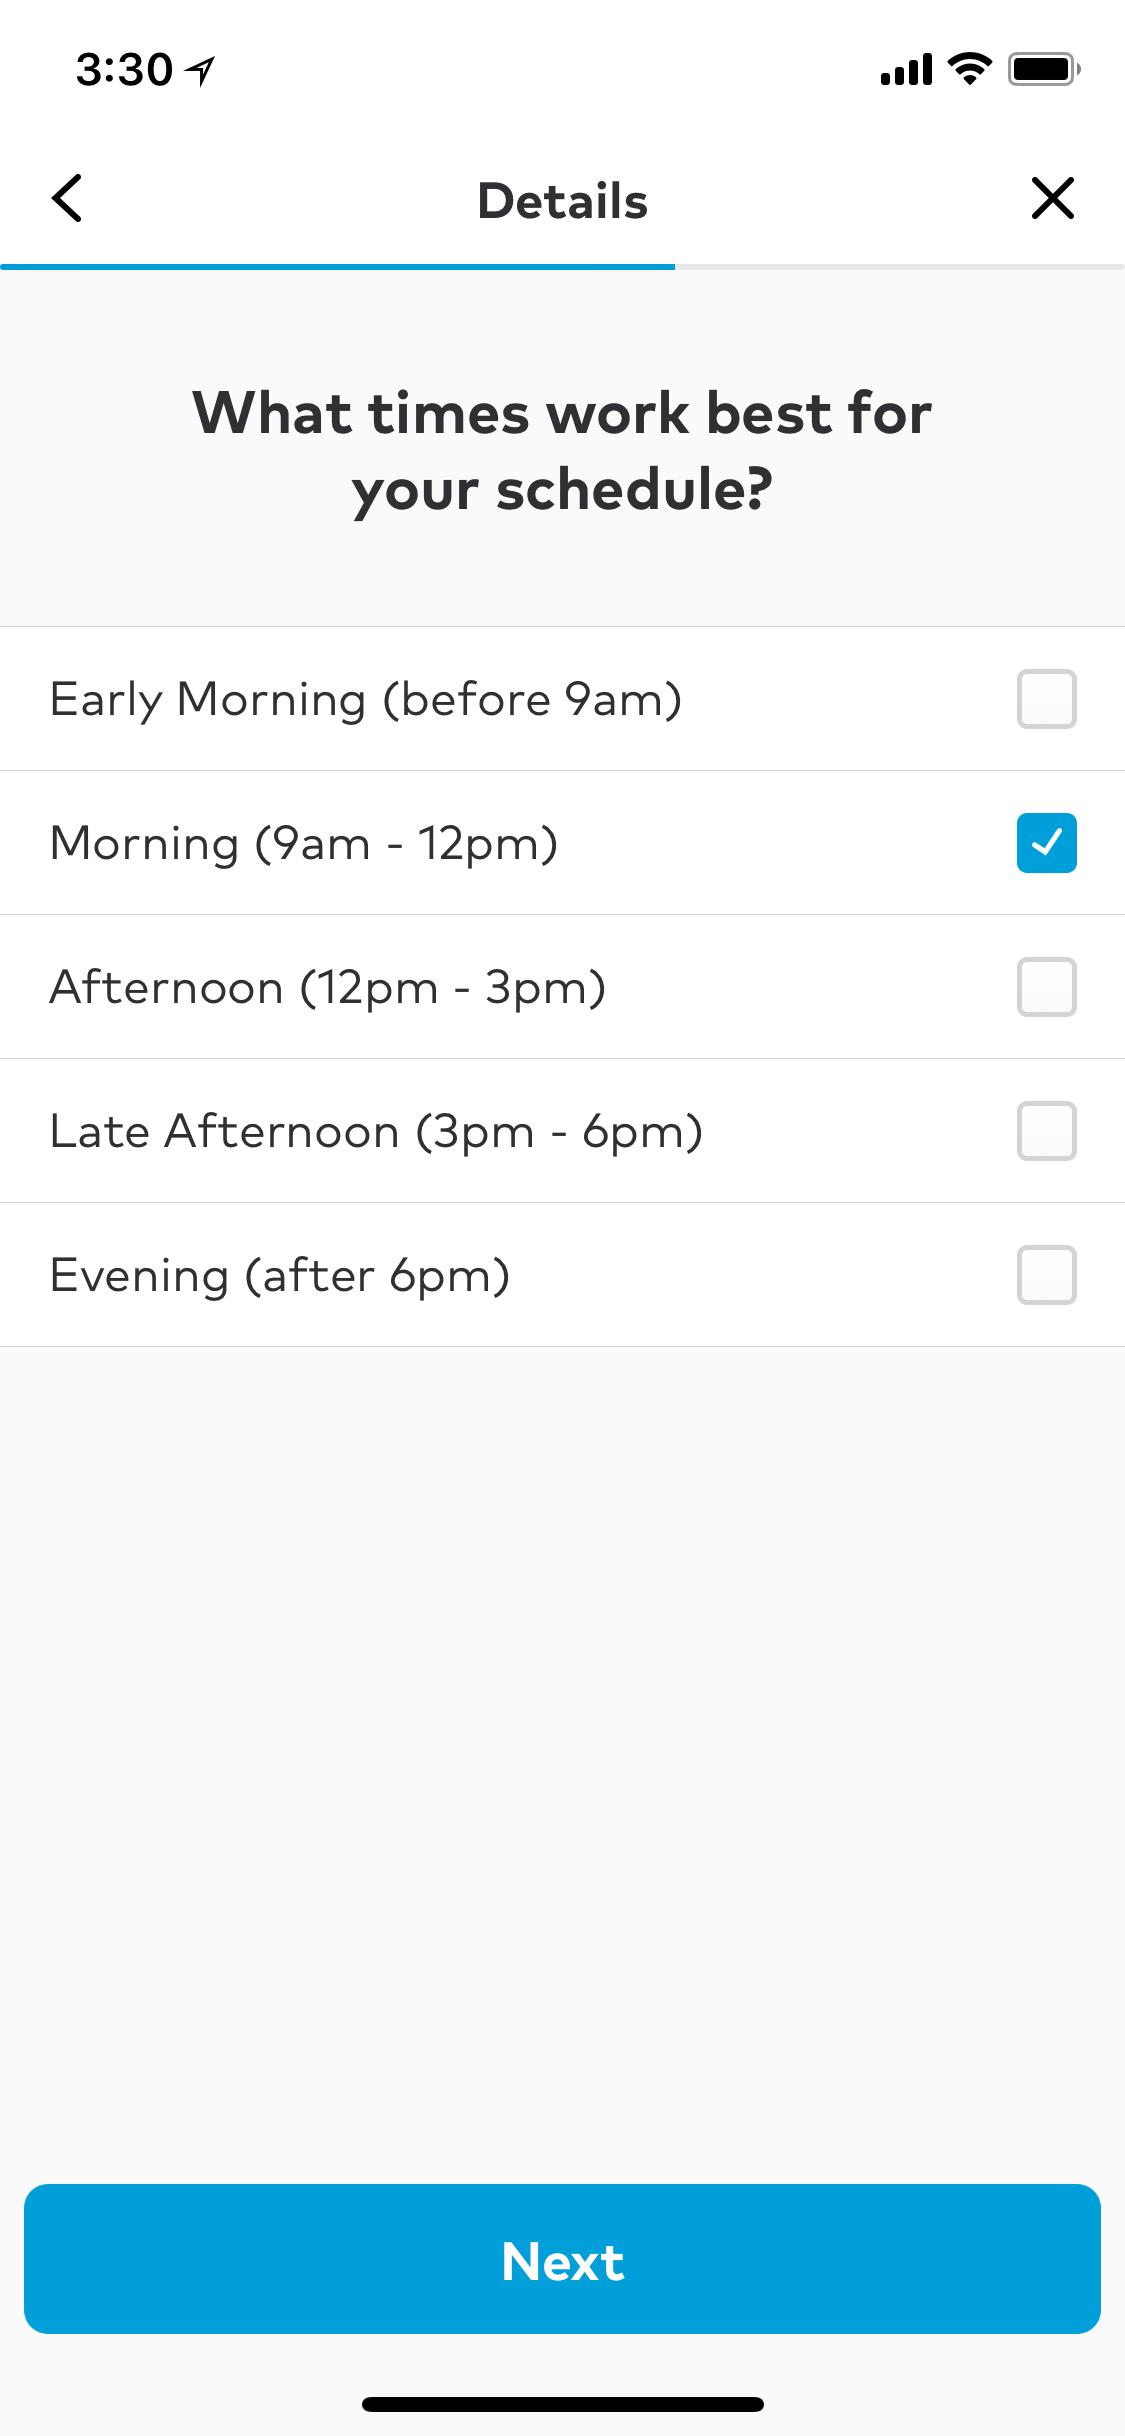 3:30
Details
What times work best for
your schedule?
Early Morning (before 9am)
Morning (9am - 12pm)
Afternoon (12pm - 3pm)
Late Afternoon (3pm - 6pm)
Evening (after 6pm)
Next